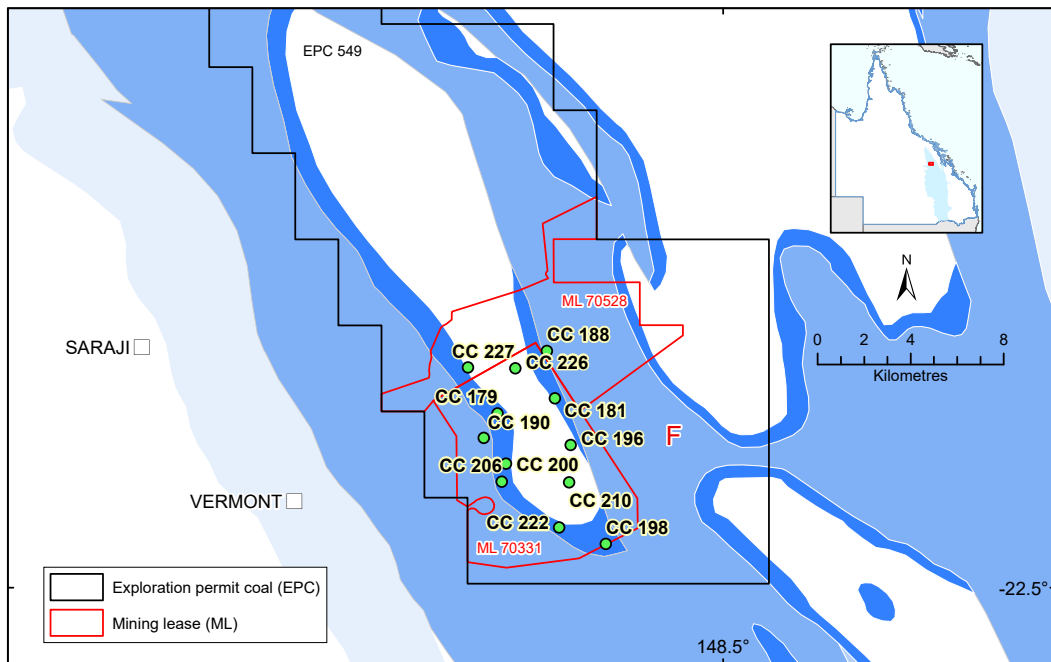 EPC 549
N
ML 70528
0 2 4 8
Kilometres
SARAJI
CC 188
CC 227
CC 226
CC 179
CC 181
CC 190
CC 196
F
CC 206
CC 200
VERMONT
CC 210
CC 222
CC 198
ML 70331
Exploration permit coal (EPC)
-22.5°
Mining lease (ML)
148.5°